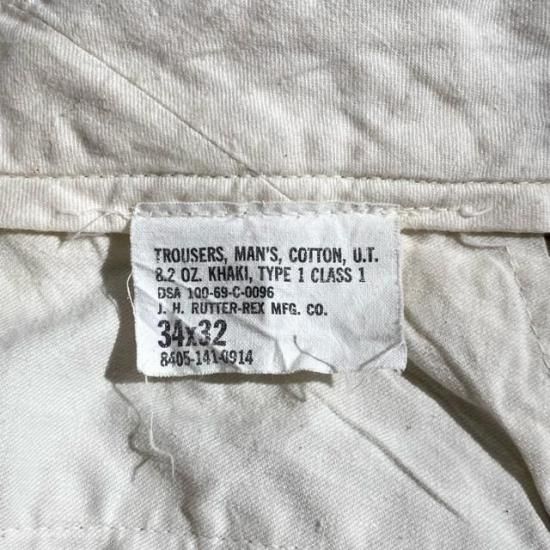 TROUSERS, MAN'S, COTTON, U.T.
8.2 OZ. KHAKI, TYPE 1 CLASS 1
DSA 100-69-C-0096
J. H. RUTTER-REX MFG. CO.
34x32
8405-141-0914